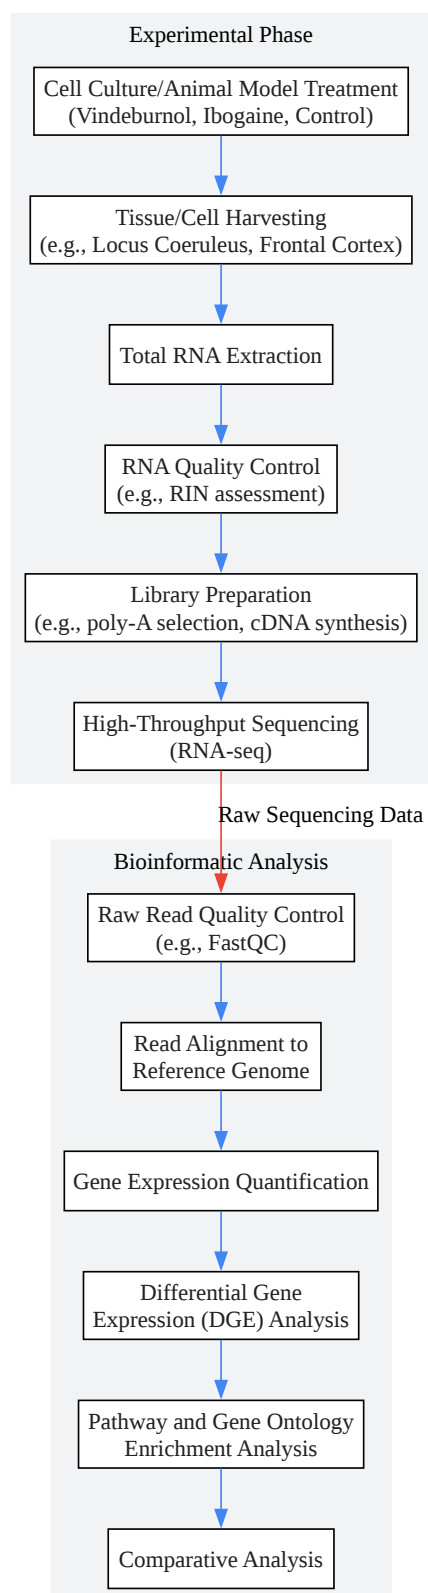 Experimental Phase
Cell Culture/Animal Model Treatment
(Vindeburnol, Ibogaine, Control)
Tissue/Cell Harvesting
(e.g., Locus Coeruleus, Frontal Cortex)
Total RNA Extraction
RNA Quality Control
(e.g., RIN assessment)
Library Preparation
(e.g., poly-A selection, cDNA synthesis)
High-Throughput Sequencing
(RNA-seq)
Raw Sequencing Data
Bioinformatic Analysis
Raw Read Quality Control
(e.g., FastQC)
Read Alignment to
Reference Genome
Gene Expression Quantification
Differential Gene
Expression (DGE) Analysis
Pathway and Gene Ontology
Enrichment Analysis
Comparative Analysis